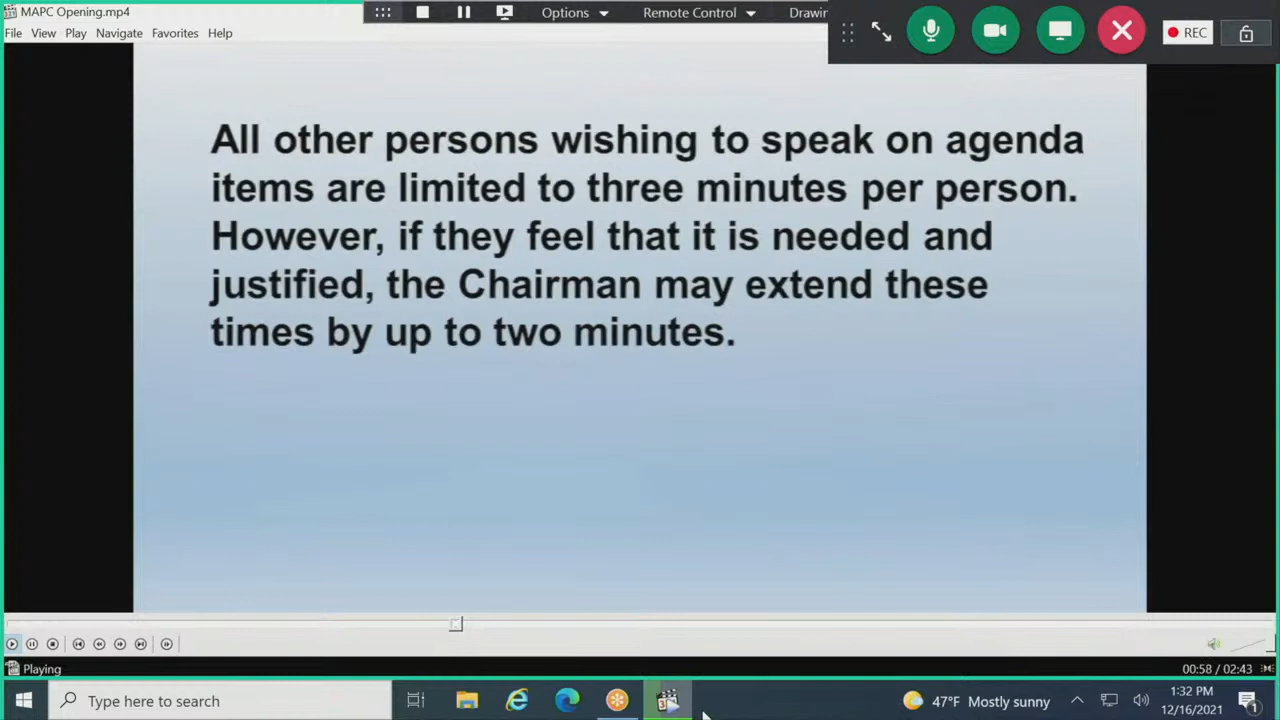 MAPC Opening.mp4
Options
Remote Control
Drawin
REC
File View Play Navigate Favorites Help
All other persons wishing to speak on agenda
items are limited to three minutes per person.
However, if they feel that it is needed and
justified, the Chairman may extend these
times by up to two minutes.
Playing
00:58 / 02:43
Type here to search
47°F Mostly sunny
1:32 PM
12/16/2021
1